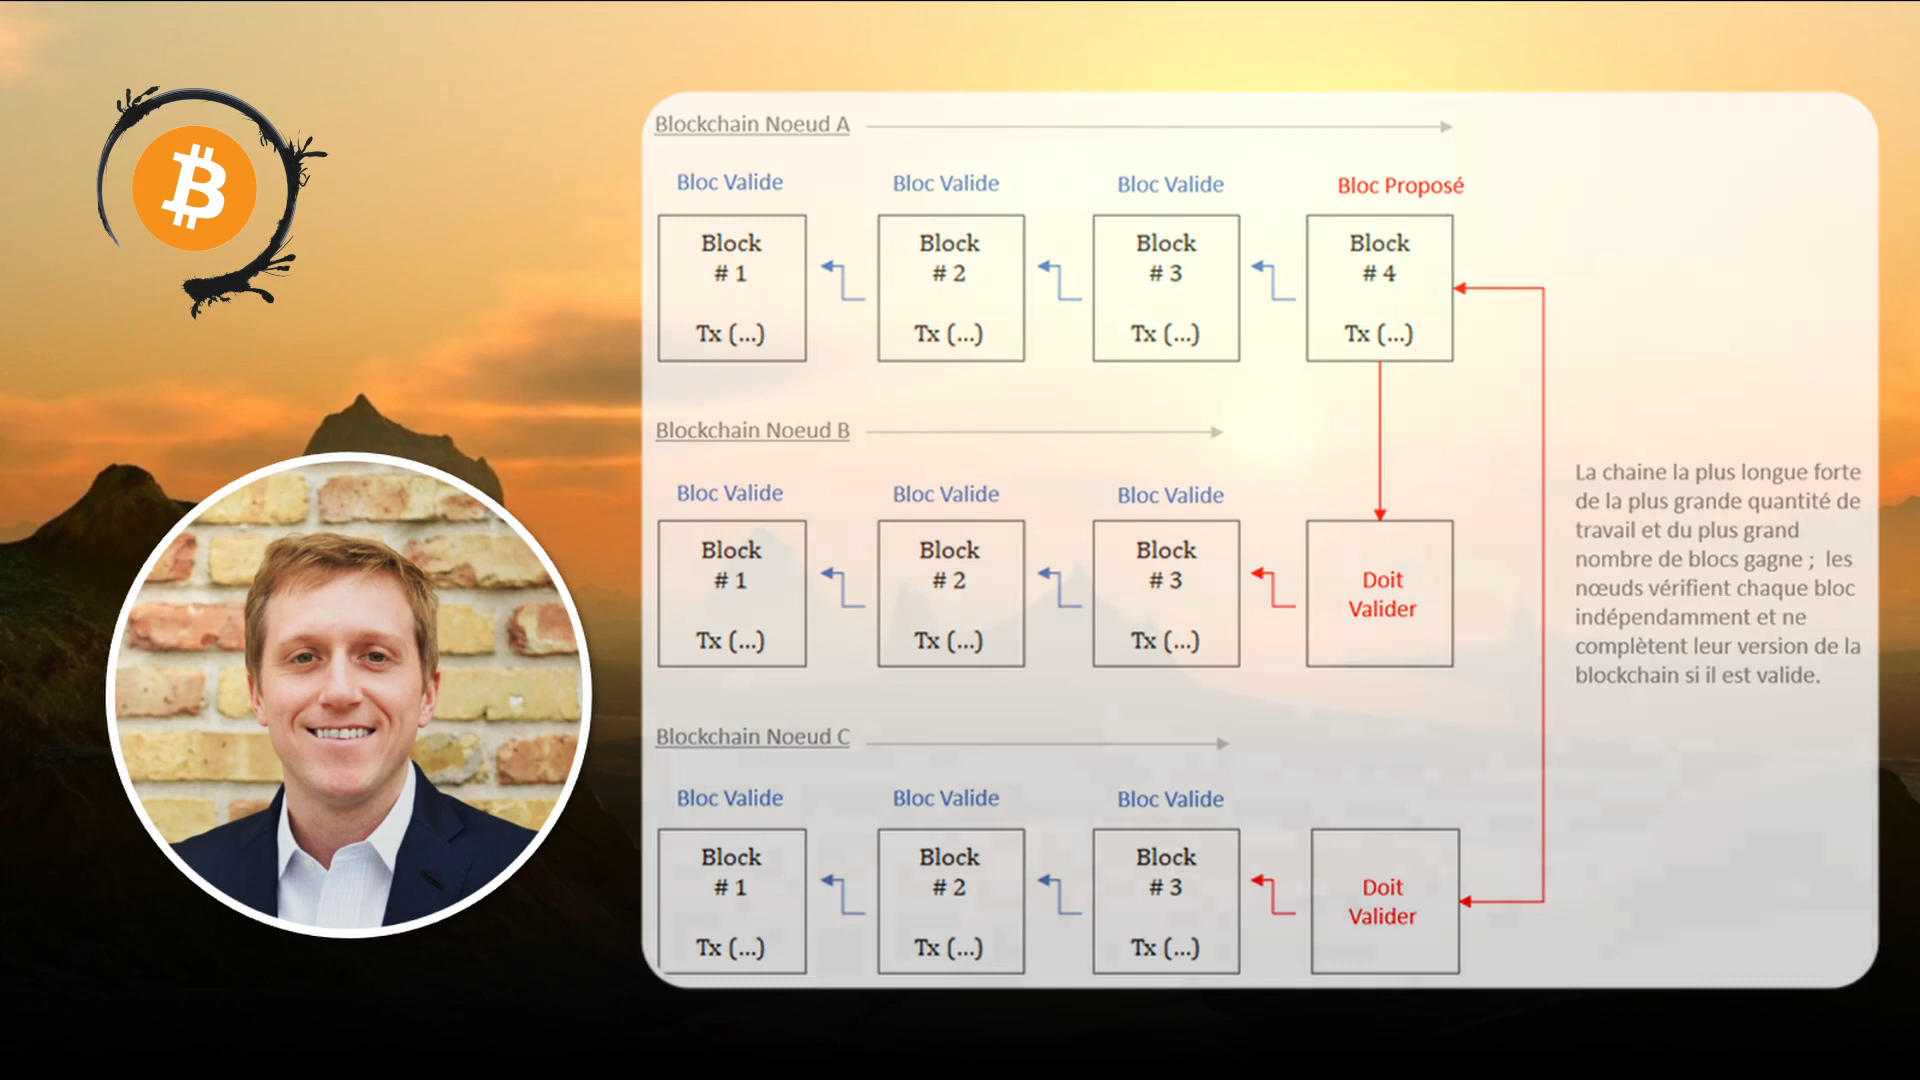 Blockchain Noeud A
Bloc Valide
Bloc Valide
Bloc Valide
Bloc Proposé
Block
# 1
Tx (...)
Block
# 2
Tx (...)
Block
# 3
Tx (...)
Block
# 4
Tx (...)
Blockchain Noeud B
Bloc Valide
Bloc Valide
Bloc Valide
Block
# 1
Tx (...)
Block
# 2
Tx (...)
Block
# 3
Tx (...)
Doit
Valider
Blockchain Noeud C
Bloc Valide
Bloc Valide
Bloc Valide
Block
# 1
Tx (...)
Block
# 2
Tx (...)
Block
# 3
Tx (...)
Doit
Valider
La chaine la plus longue forte
de la plus grande quantité de
travail et du plus grand
nombre de blocs gagne ; les
nœuds vérifient chaque bloc
indépendamment et ne
complètent leur version de la
blockchain si il est valide.